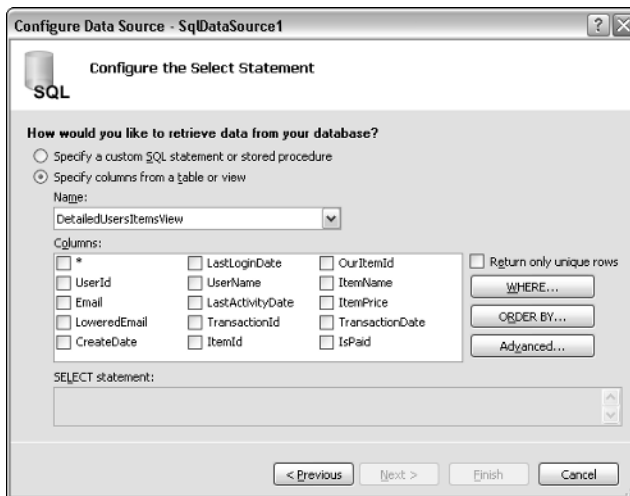 Configure Data Source - SqlDataSource1
Configure the Select Statement
SQL
How would you like to retrieve data from your database?
Specify a custom SQL statement or stored procedure
Specify columns from a table or view
Name:
DetailedUsersItemsView
Columns:
* LastLoginDate OurItemId Return only unique rows
UserId UserName ItemName WHERE...
Email LastActivityDate ItemPrice
LoweredEmail TransactionId TransactionDate ORDER BY...
CreateDate ItemId IsPaid Advanced...
SELECT statement:
< Previous Next > Finish Cancel